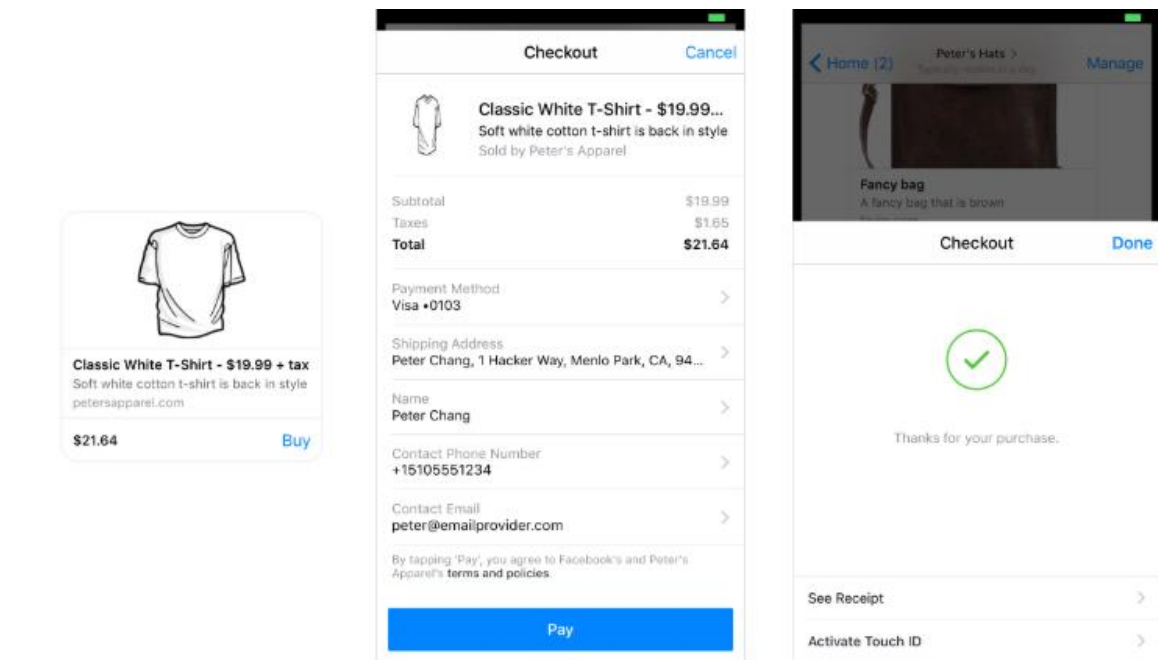 Classic White T-Shirt - $19.99 + tax
Soft white cotton t-shirt is back in style
petersapparel.com
$21.64 Buy
Checkout Cancel
Classic White T-Shirt - $19.99...
Soft white cotton t-shirt is back in style
Sold by Peter's Apparel
Subtotal $19.99
Taxes $1.65
Total $21.64
Payment Method
Visa •0103
Shipping Address
Peter Chang, 1 Hacker Way, Menlo Park, CA, 94...
Name
Peter Chang
Contact Phone Number
+15105551234
Contact Email
peter@emailprovider.com
By tapping 'Pay', you agree to Facebook's and Peter's
Apparel's terms and policies.
Pay
Home (2) Peter's Hats Manage
Fancy bag
A fancy bag that is brown
Checkout Done
Thanks for your purchase.
See Receipt
Activate Touch ID